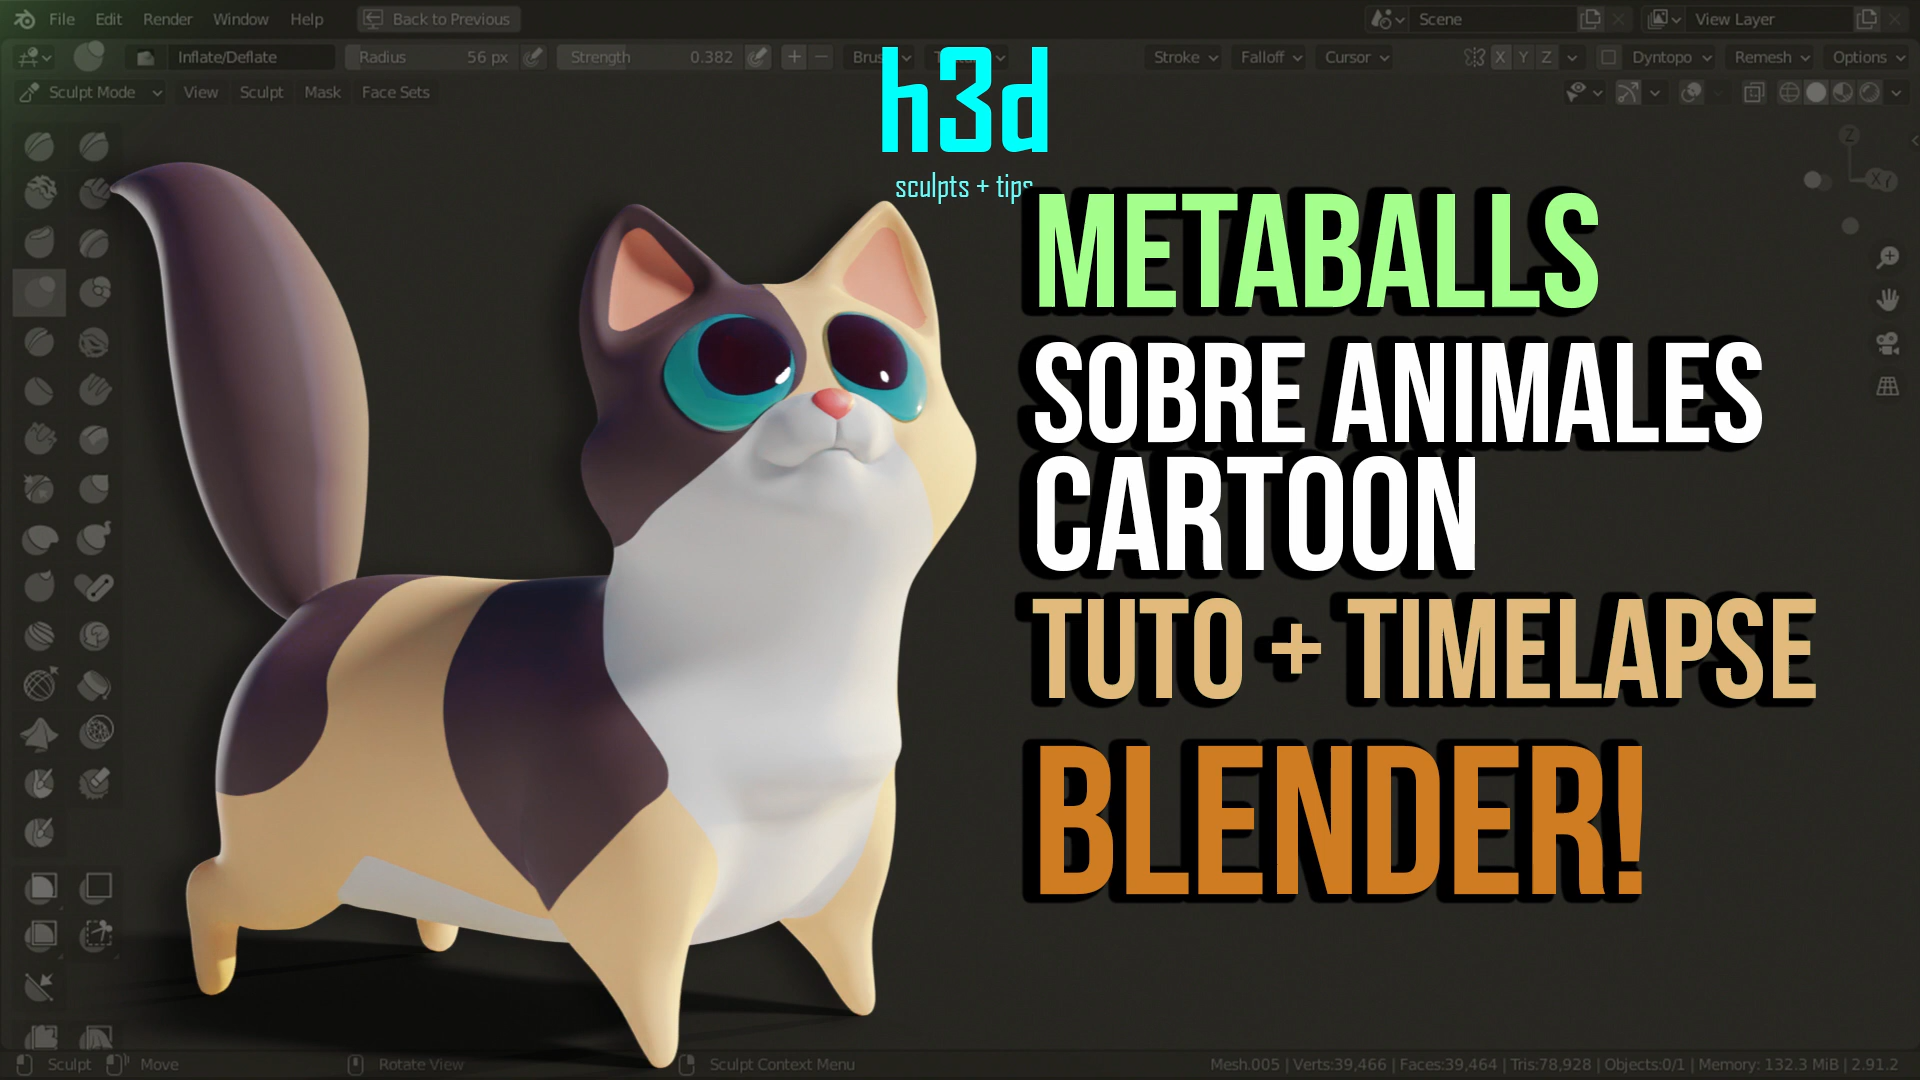 File Edit Render Window Help Back to Previous Scene View Layer
Inflate/Deflate Radius 56 px Strength 0.382 Stroke Falloff Cursor X Y Z Dyntopo Remesh Options
Sculpt Mode View Sculpt Mask Face Sets
h3d
sculpts + tips
Z
X Y
METABALLS
SOBRE ANIMALES
CARTOON
TUTO + TIMELAPSE
BLENDER!
Sculpt Move Rotate View Sculpt Context Menu Mesh.005 | Verts:39,466 | Faces:39,464 | Tris:78,928 | Objects:0/1 | Memory: 132.3 MiB | 2.91.2